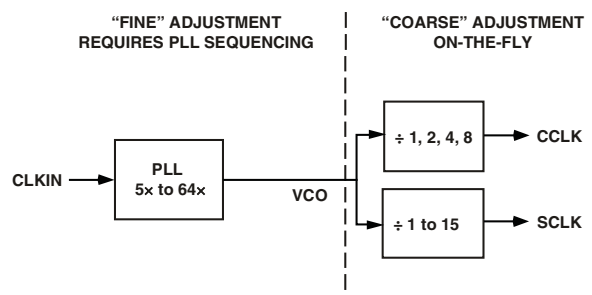 “FINE” ADJUSTMENT
REQUIRES PLL SEQUENCING
“COARSE” ADJUSTMENT
ON-THE-FLY
CLKIN
PLL
5× to 64×
VCO
÷ 1, 2, 4, 8
CCLK
÷ 1 to 15
SCLK